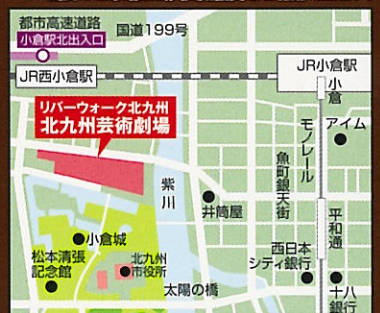 都市高速道路
小倉駅北出入口
国道199号
JR西小倉駅
JR小倉駅
小倉
リバーウォーク北九州
北九州芸術劇場
モノレール
アイム
魚町銀天街
紫川
井筒屋
平和通
小倉城
松本清張
記念館
北九州
市役所
西日本
シティ銀行
太陽の橋
十八
銀行